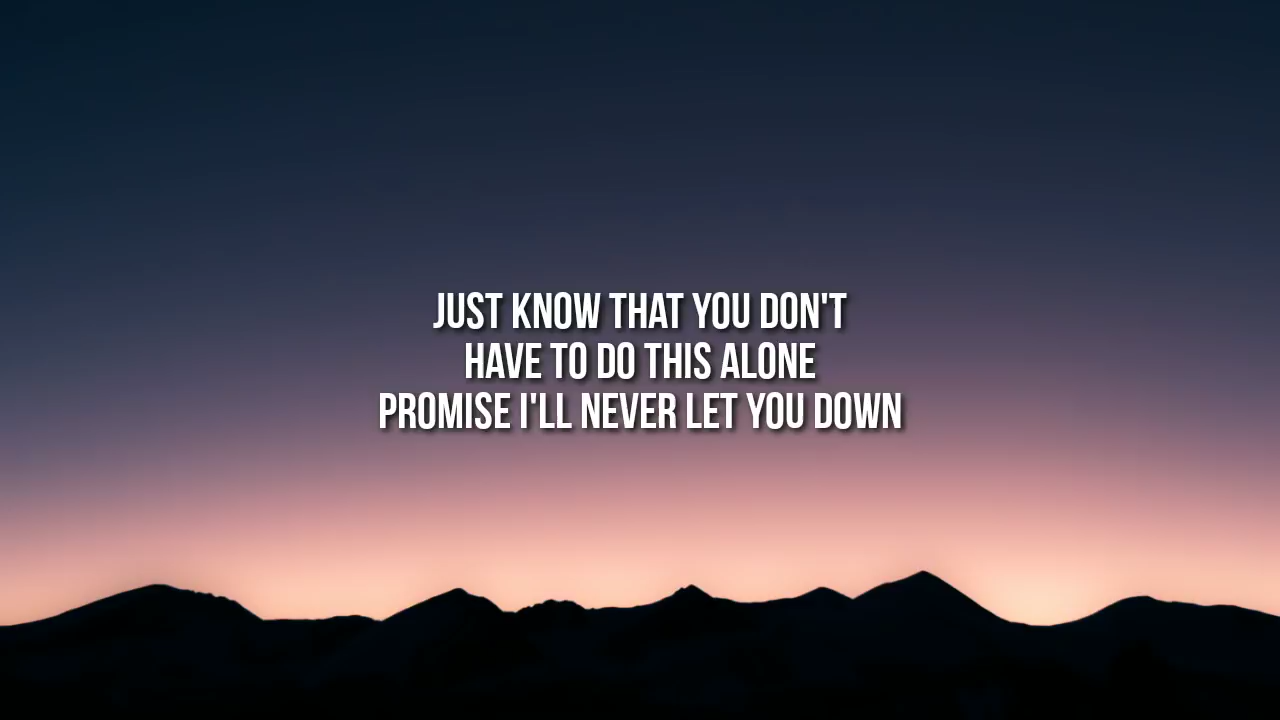 JUST KNOW THAT YOU DON'T
HAVE TO DO THIS ALONE
PROMISE I'LL NEVER LET YOU DOWN